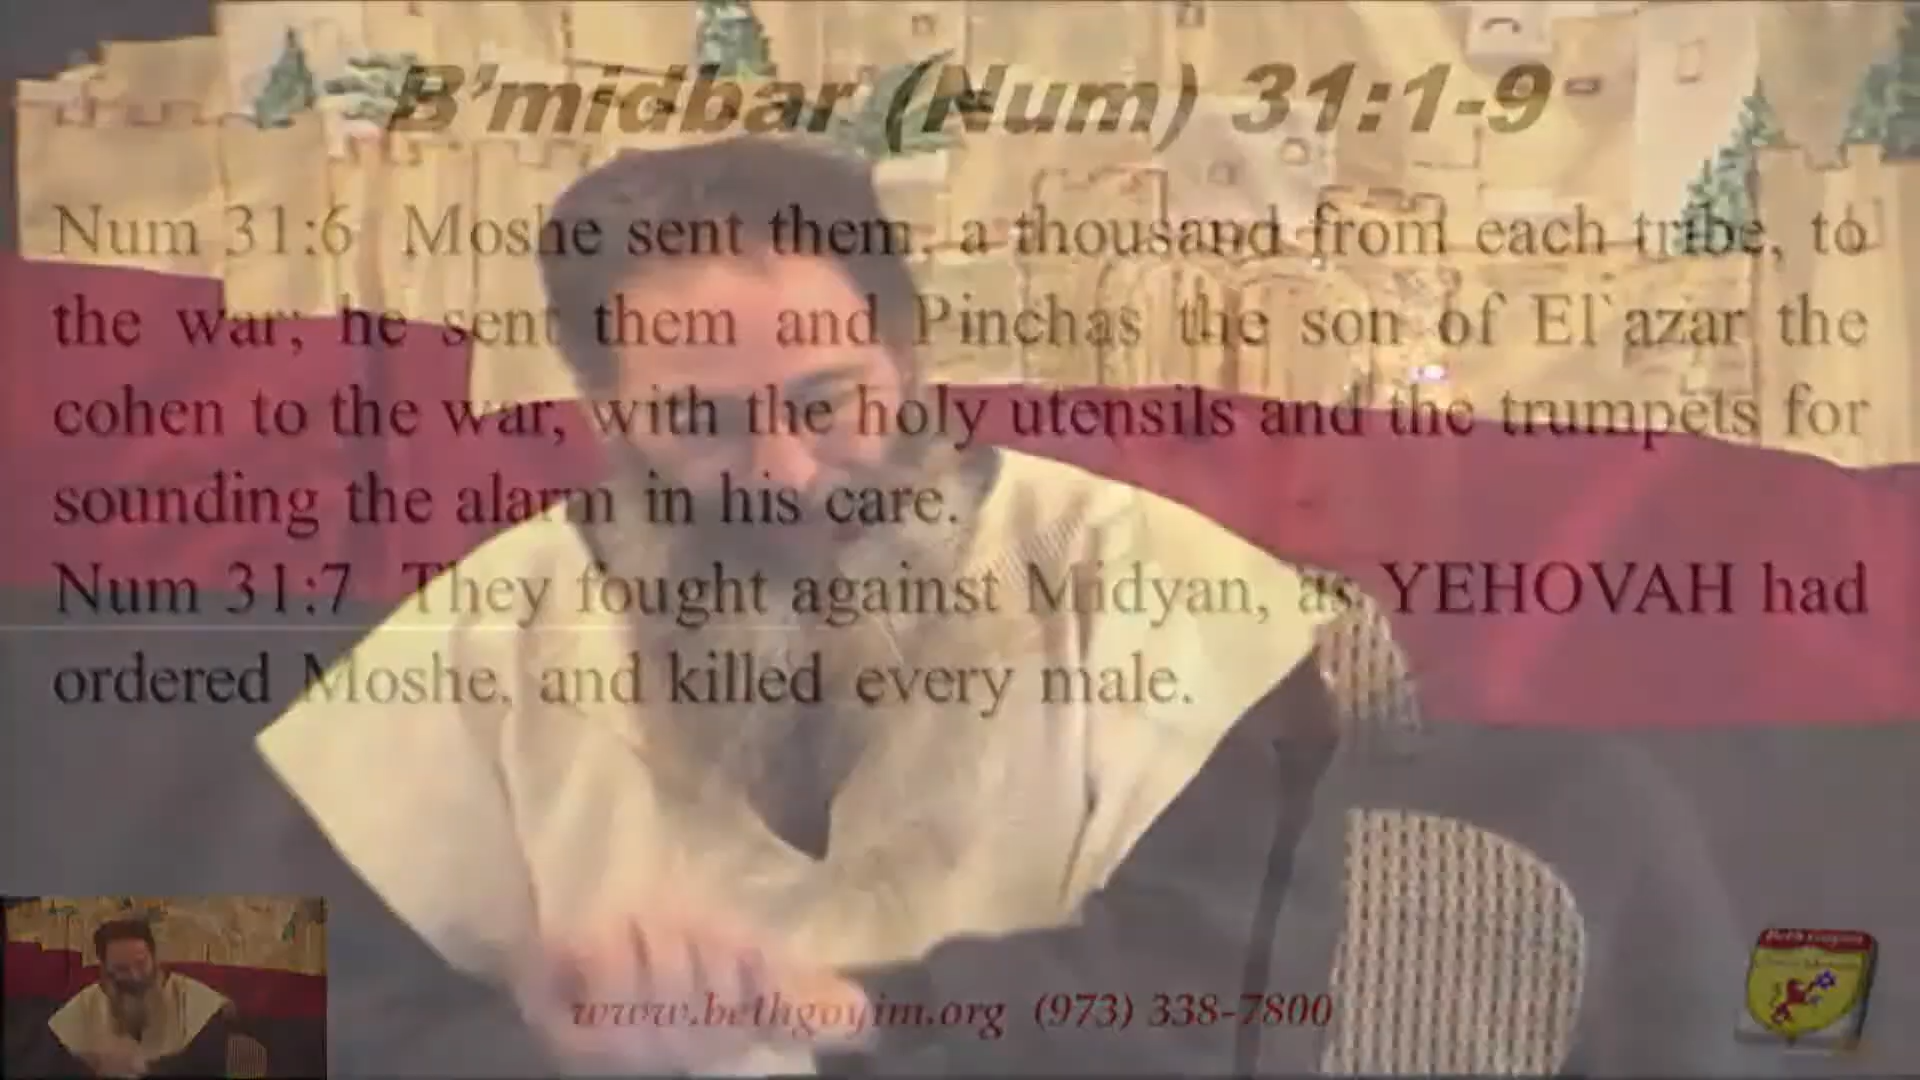 B'midbar (Num) 31:1-9
Num 31:6 Moshe sent them, a thousand from each tribe, to
the war; he sent them and Pinchas the son of El`azar the
cohen to the war, with the holy utensils and the trumpets for
sounding the alarm in his care.
Num 31:7 They fought against Midyan, as YEHOVAH had
ordered Moshe, and killed every male.
www.bethgoyim.org (973) 338-7800